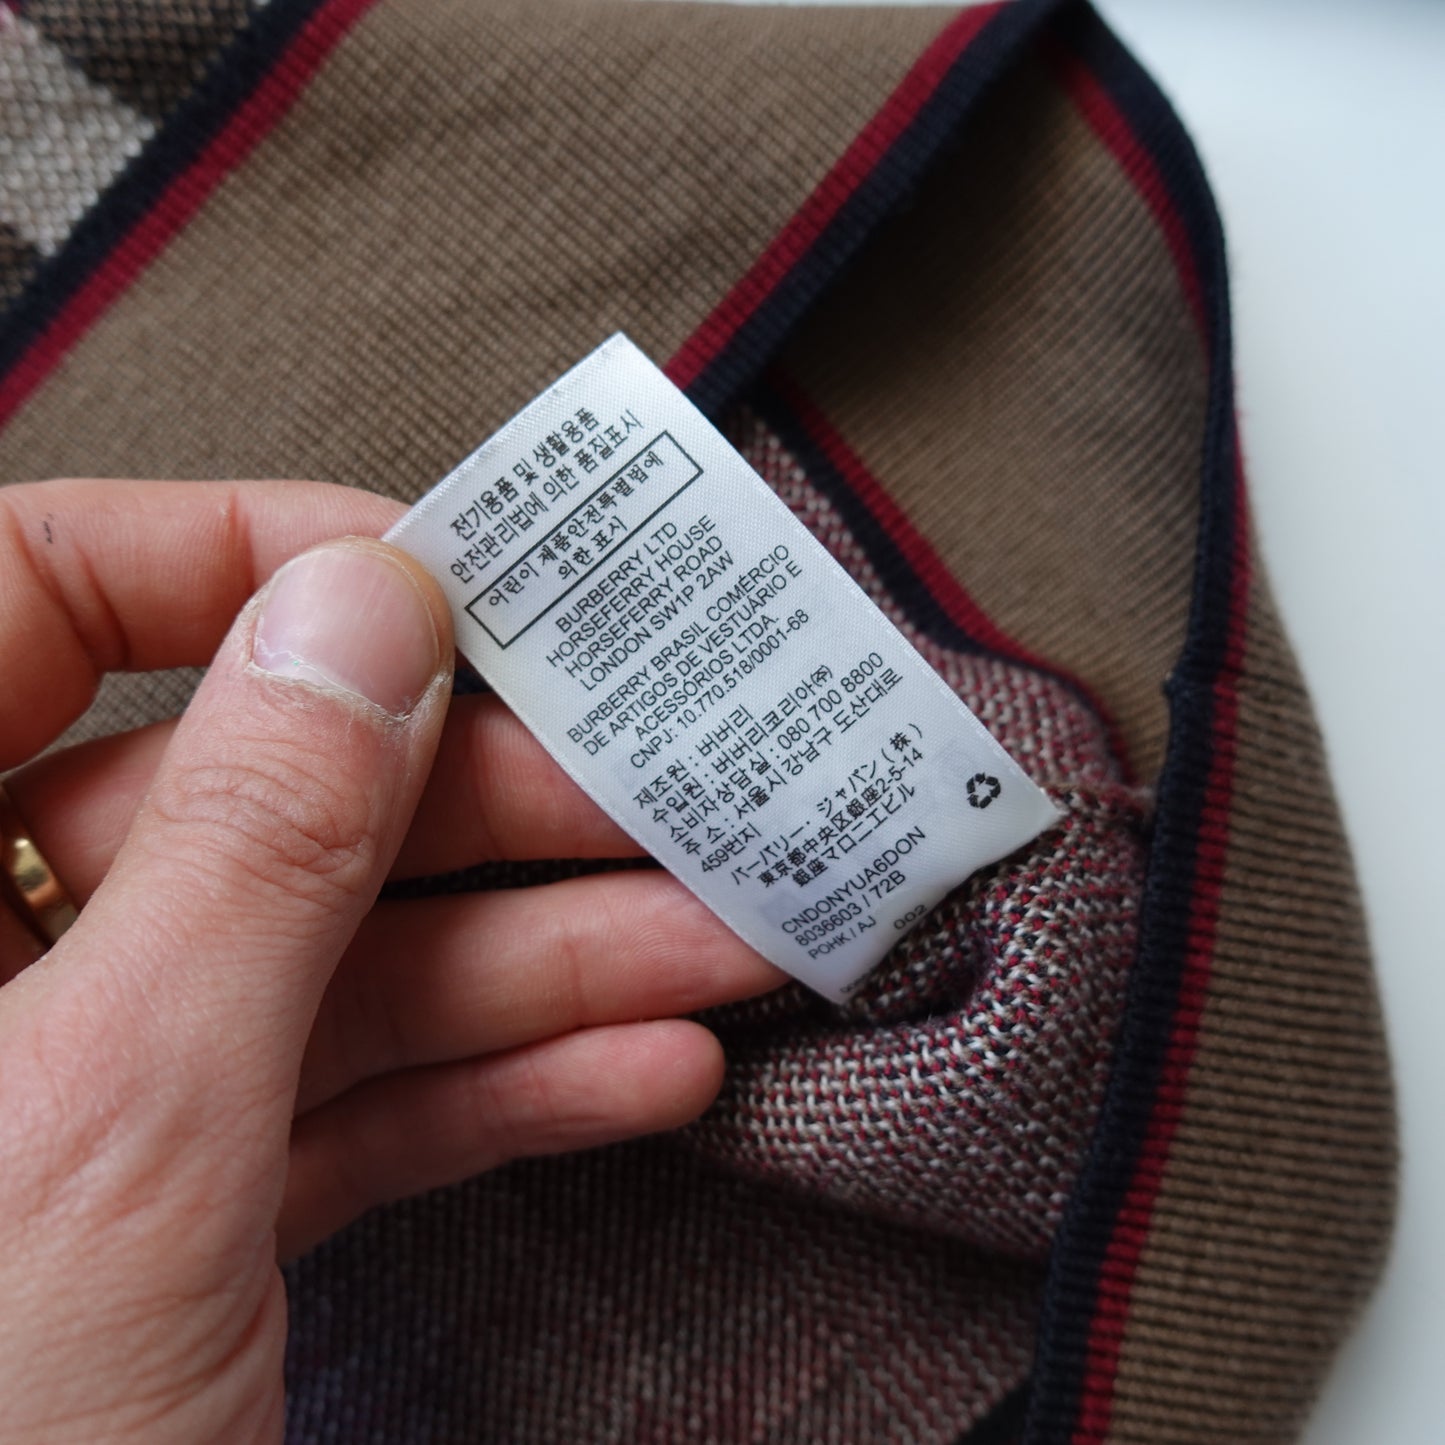 전기용품 및 생활용품
안전관리법에 의한 품질표시
어린이 제품안전특별법에
의한 표시
BURBERRY LTD
HORSEFERRY HOUSE
HORSEFERRY ROAD
LONDON SW1P 2AW
BURBERRY BRASIL COMÉRCIO
DE ARTIGOS DE VESTUÁRIO E
ACESSÓRIOS LTDA.
CNPJ: 10.770.518/0001-68
제조원 : 버버리
수입원 : 버버리코리아㈜
소비자상담실 : 080 700 8800
주 소 : 서울시 강남구 도산대로
459번지
バーバリー・ジャパン(株)
東京都中央区銀座2-5-14
銀座マロニエビル
CNDONYUA6DON
8036603 / 72B
POHK / AJ 002